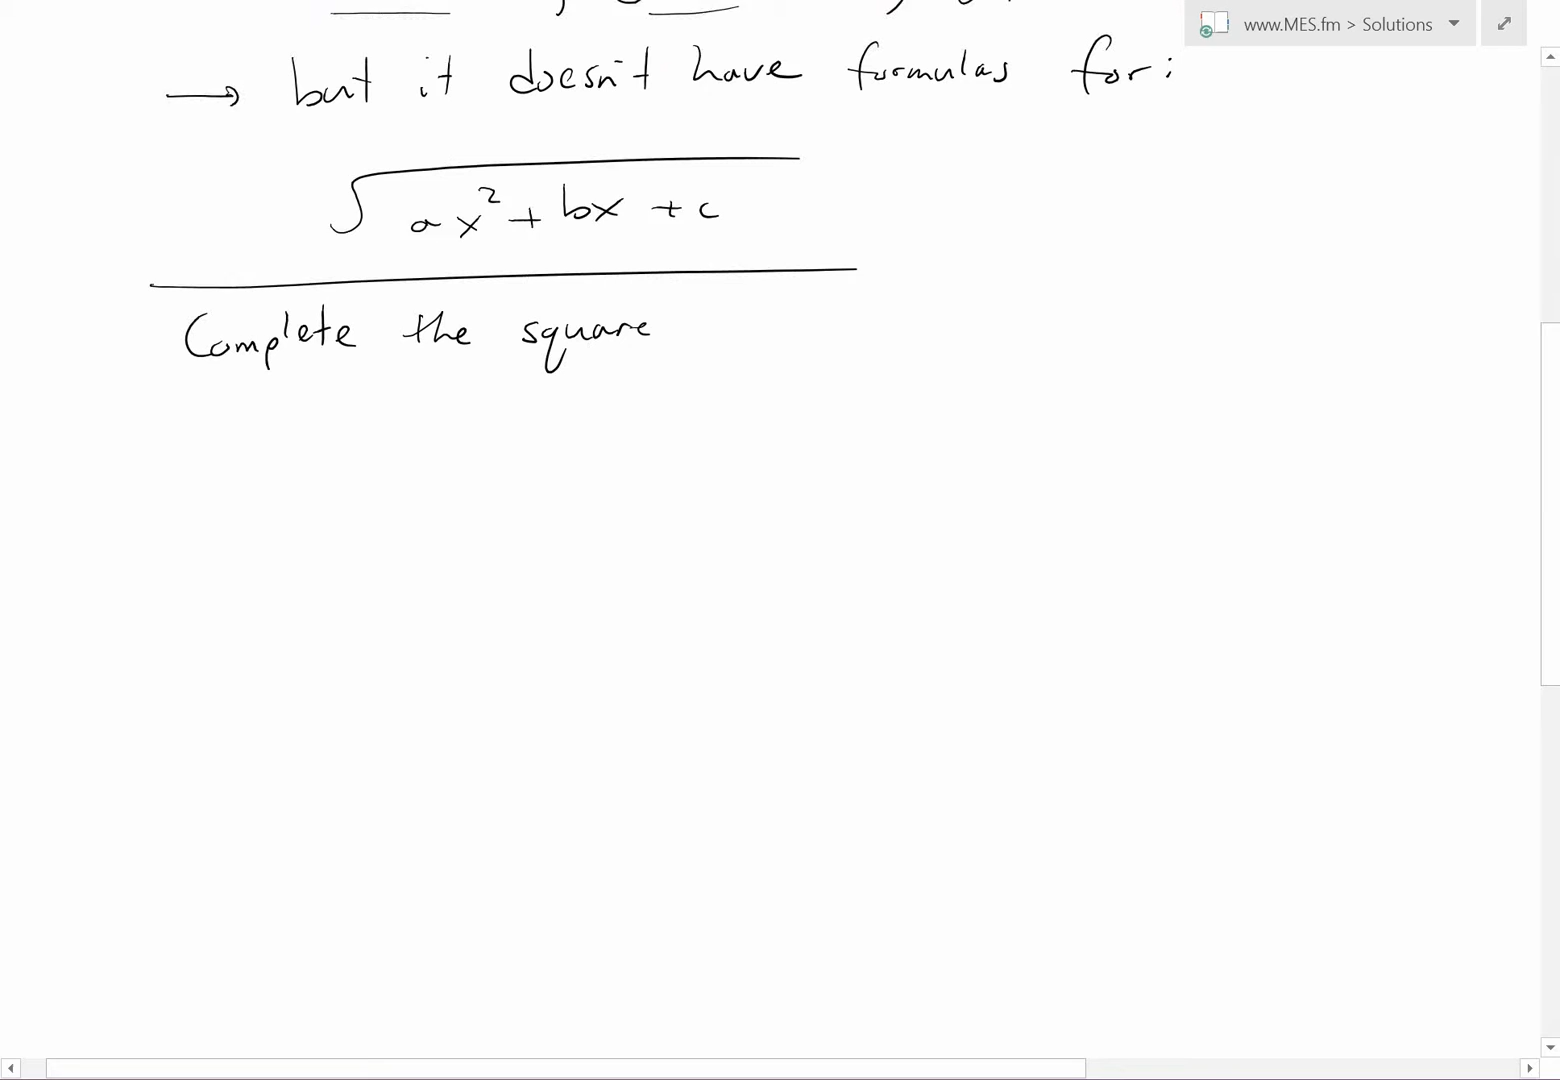 www.MES.fm > Solutions
→ but it doesn't have formulas for:
√(ax² + bx + c)
Complete the square